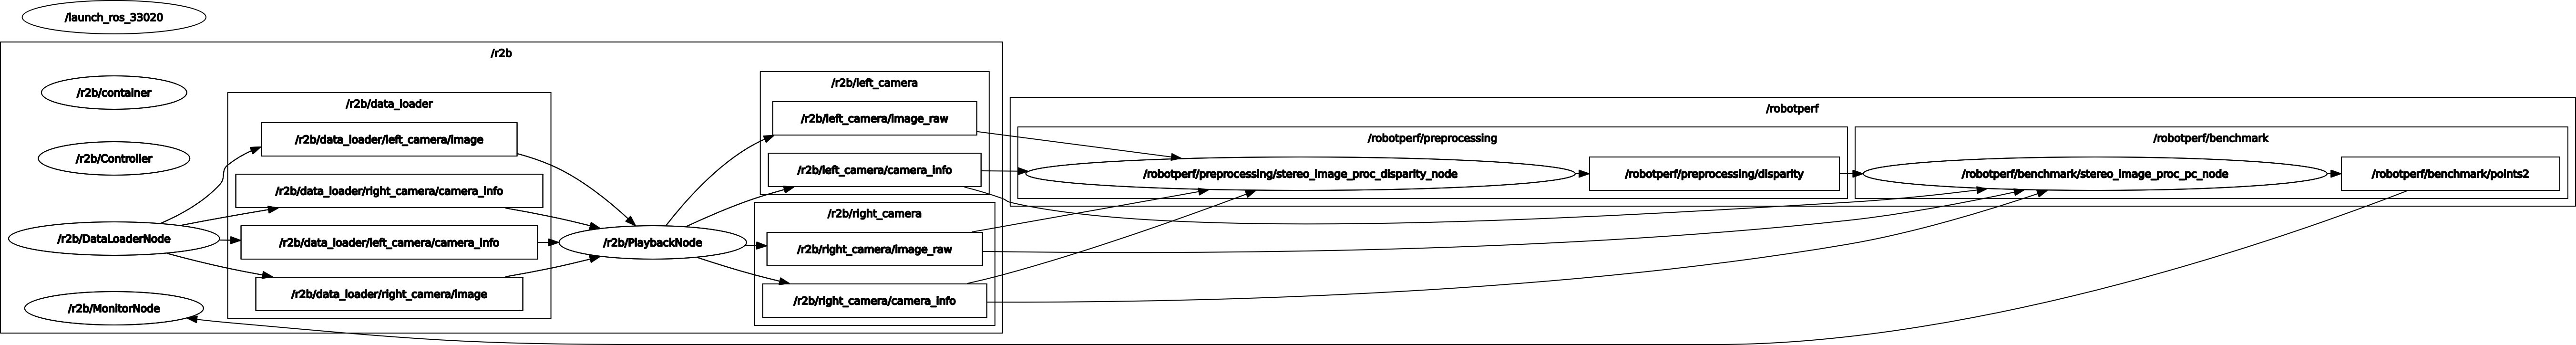 /launch_ros_33020
/r2b
/r2b/container
/r2b/Controller
/r2b/DataLoaderNode
/r2b/MonitorNode
/r2b/data_loader
/r2b/data_loader/left_camera/image
/r2b/data_loader/right_camera/camera_info
/r2b/data_loader/left_camera/camera_info
/r2b/data_loader/right_camera/image
/r2b/PlaybackNode
/r2b/left_camera
/r2b/left_camera/image_raw
/r2b/left_camera/camera_info
/r2b/right_camera
/r2b/right_camera/image_raw
/r2b/right_camera/camera_info
/robotperf
/robotperf/preprocessing
/robotperf/preprocessing/stereo_image_proc_disparity_node
/robotperf/preprocessing/disparity
/robotperf/benchmark
/robotperf/benchmark/stereo_image_proc_pc_node
/robotperf/benchmark/points2